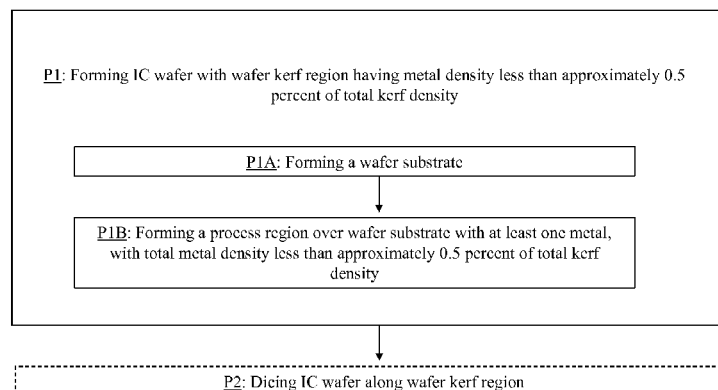 P1: Forming IC wafer with wafer kerf region having metal density less than approximately 0.5
percent of total kerf density
P1A: Forming a wafer substrate
P1B: Forming a process region over wafer substrate with at least one metal,
with total metal density less than approximately 0.5 percent of total kerf
density
P2: Dicing IC wafer along wafer kerf region